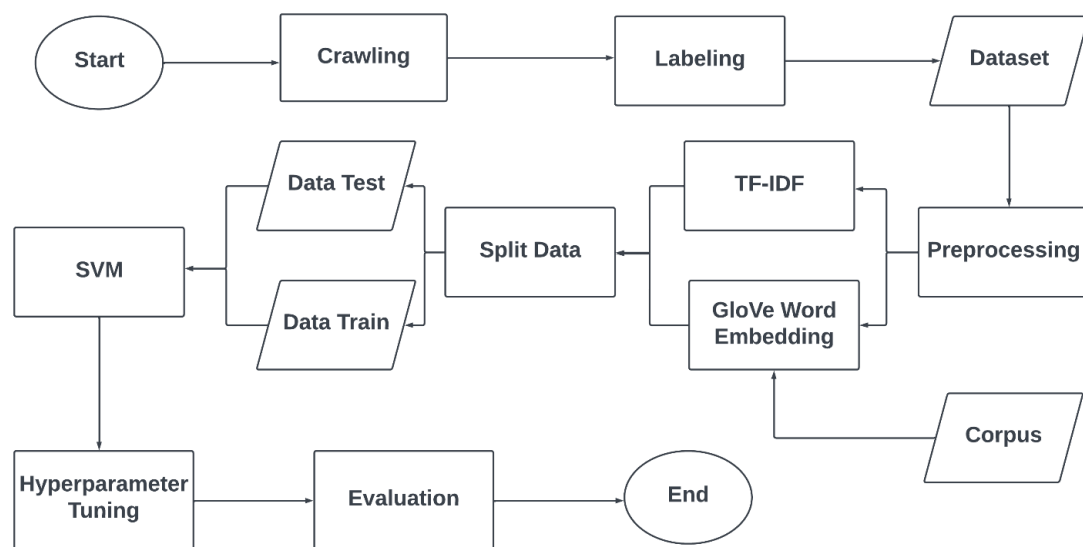 Start
Crawling
Labeling
Dataset
Data Test
TF-IDF
Preprocessing
Split Data
SVM
Data Train
GloVe Word
Embedding
Corpus
Hyperparameter
Tuning
Evaluation
End